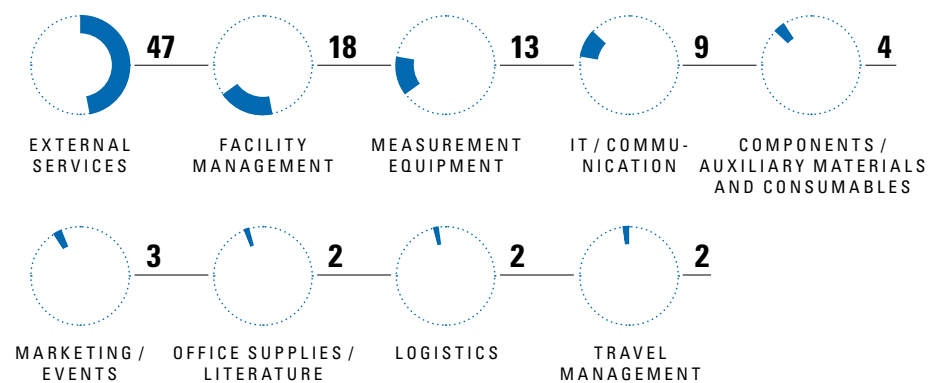 47
18
13
9
4
EXTERNAL
SERVICES
FACILITY
MANAGEMENT
MEASUREMENT
EQUIPMENT
IT / COMMU-
NICATION
COMPONENTS /
AUXILIARY MATERIALS
AND CONSUMABLES
3
2
2
2
MARKETING /
EVENTS
OFFICE SUPPLIES /
LITERATURE
LOGISTICS
TRAVEL
MANAGEMENT